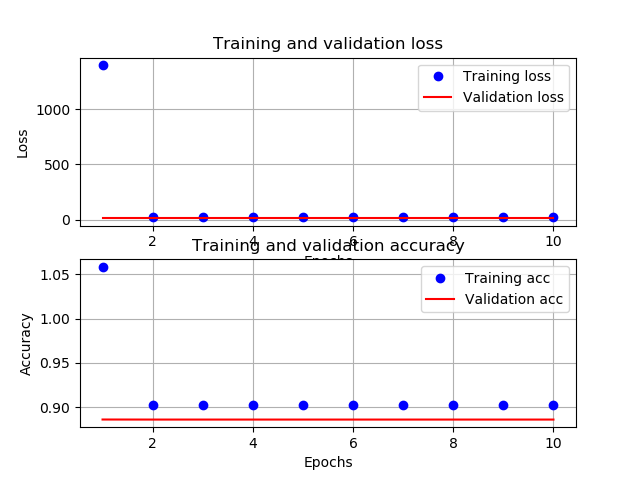 Training and validation loss
Training loss
Validation loss
Loss
1000
500
0
2 4 6 8 10
Epochs
Training and validation accuracy
Training acc
Validation acc
Accuracy
1.05
1.00
0.95
0.90
2 4 6 8 10
Epochs